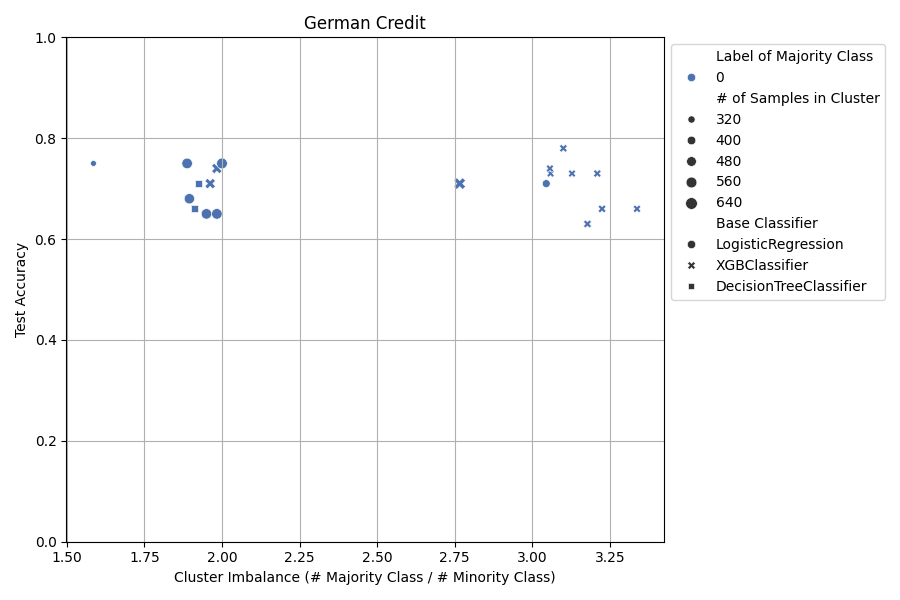 German Credit
1.0
0.8
0.6
0.4
0.2
0.0
Test Accuracy
1.50 1.75 2.00 2.25 2.50 2.75 3.00 3.25
Cluster Imbalance (# Majority Class / # Minority Class)
Label of Majority Class
0
# of Samples in Cluster
320
400
480
560
640
Base Classifier
LogisticRegression
XGBClassifier
DecisionTreeClassifier